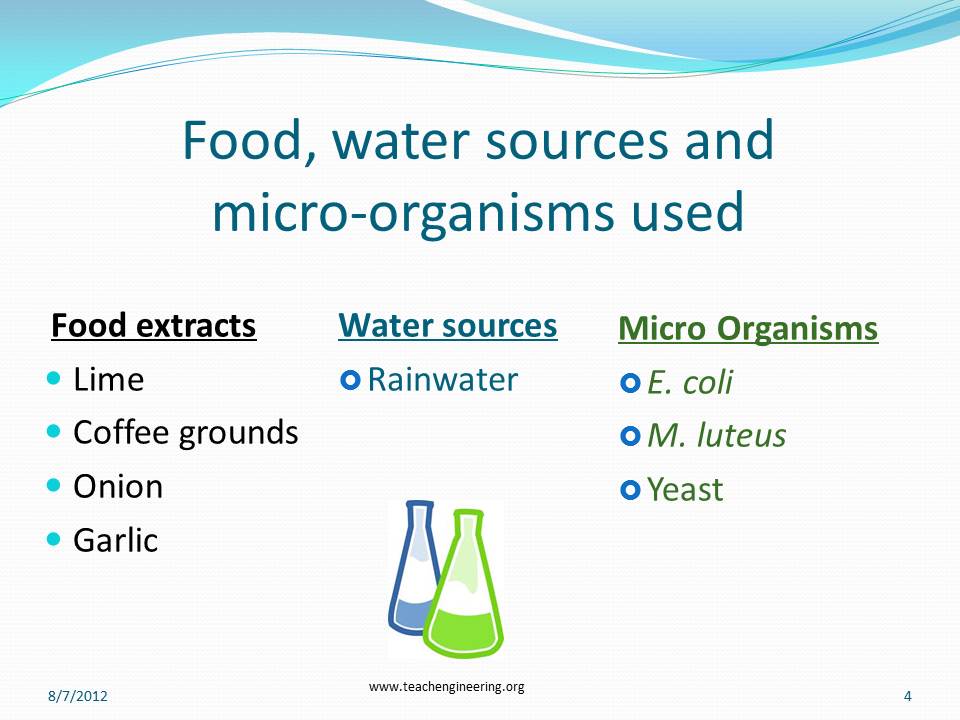 Food, water sources and
micro-organisms used
Food extracts
Lime
Coffee grounds
Onion
Garlic
Water sources
Rainwater
Micro Organisms
E. coli
M. luteus
Yeast
8/7/2012
www.teachengineering.org
4